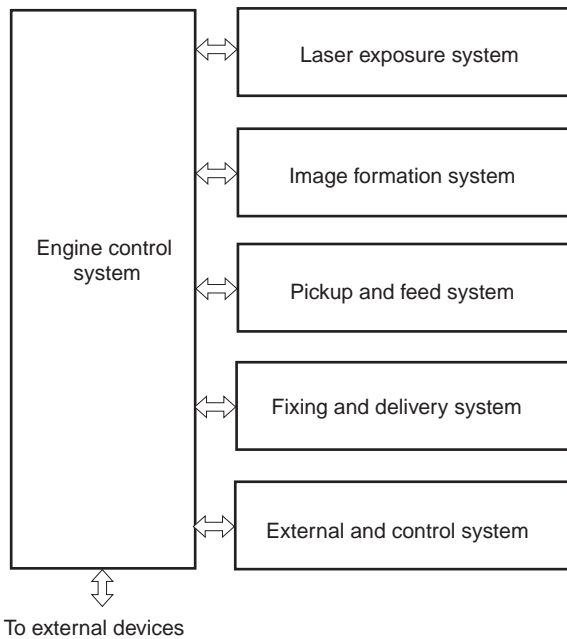 Laser exposure system
Image formation system
Engine control
system
Pickup and feed system
Fixing and delivery system
External and control system
To external devices